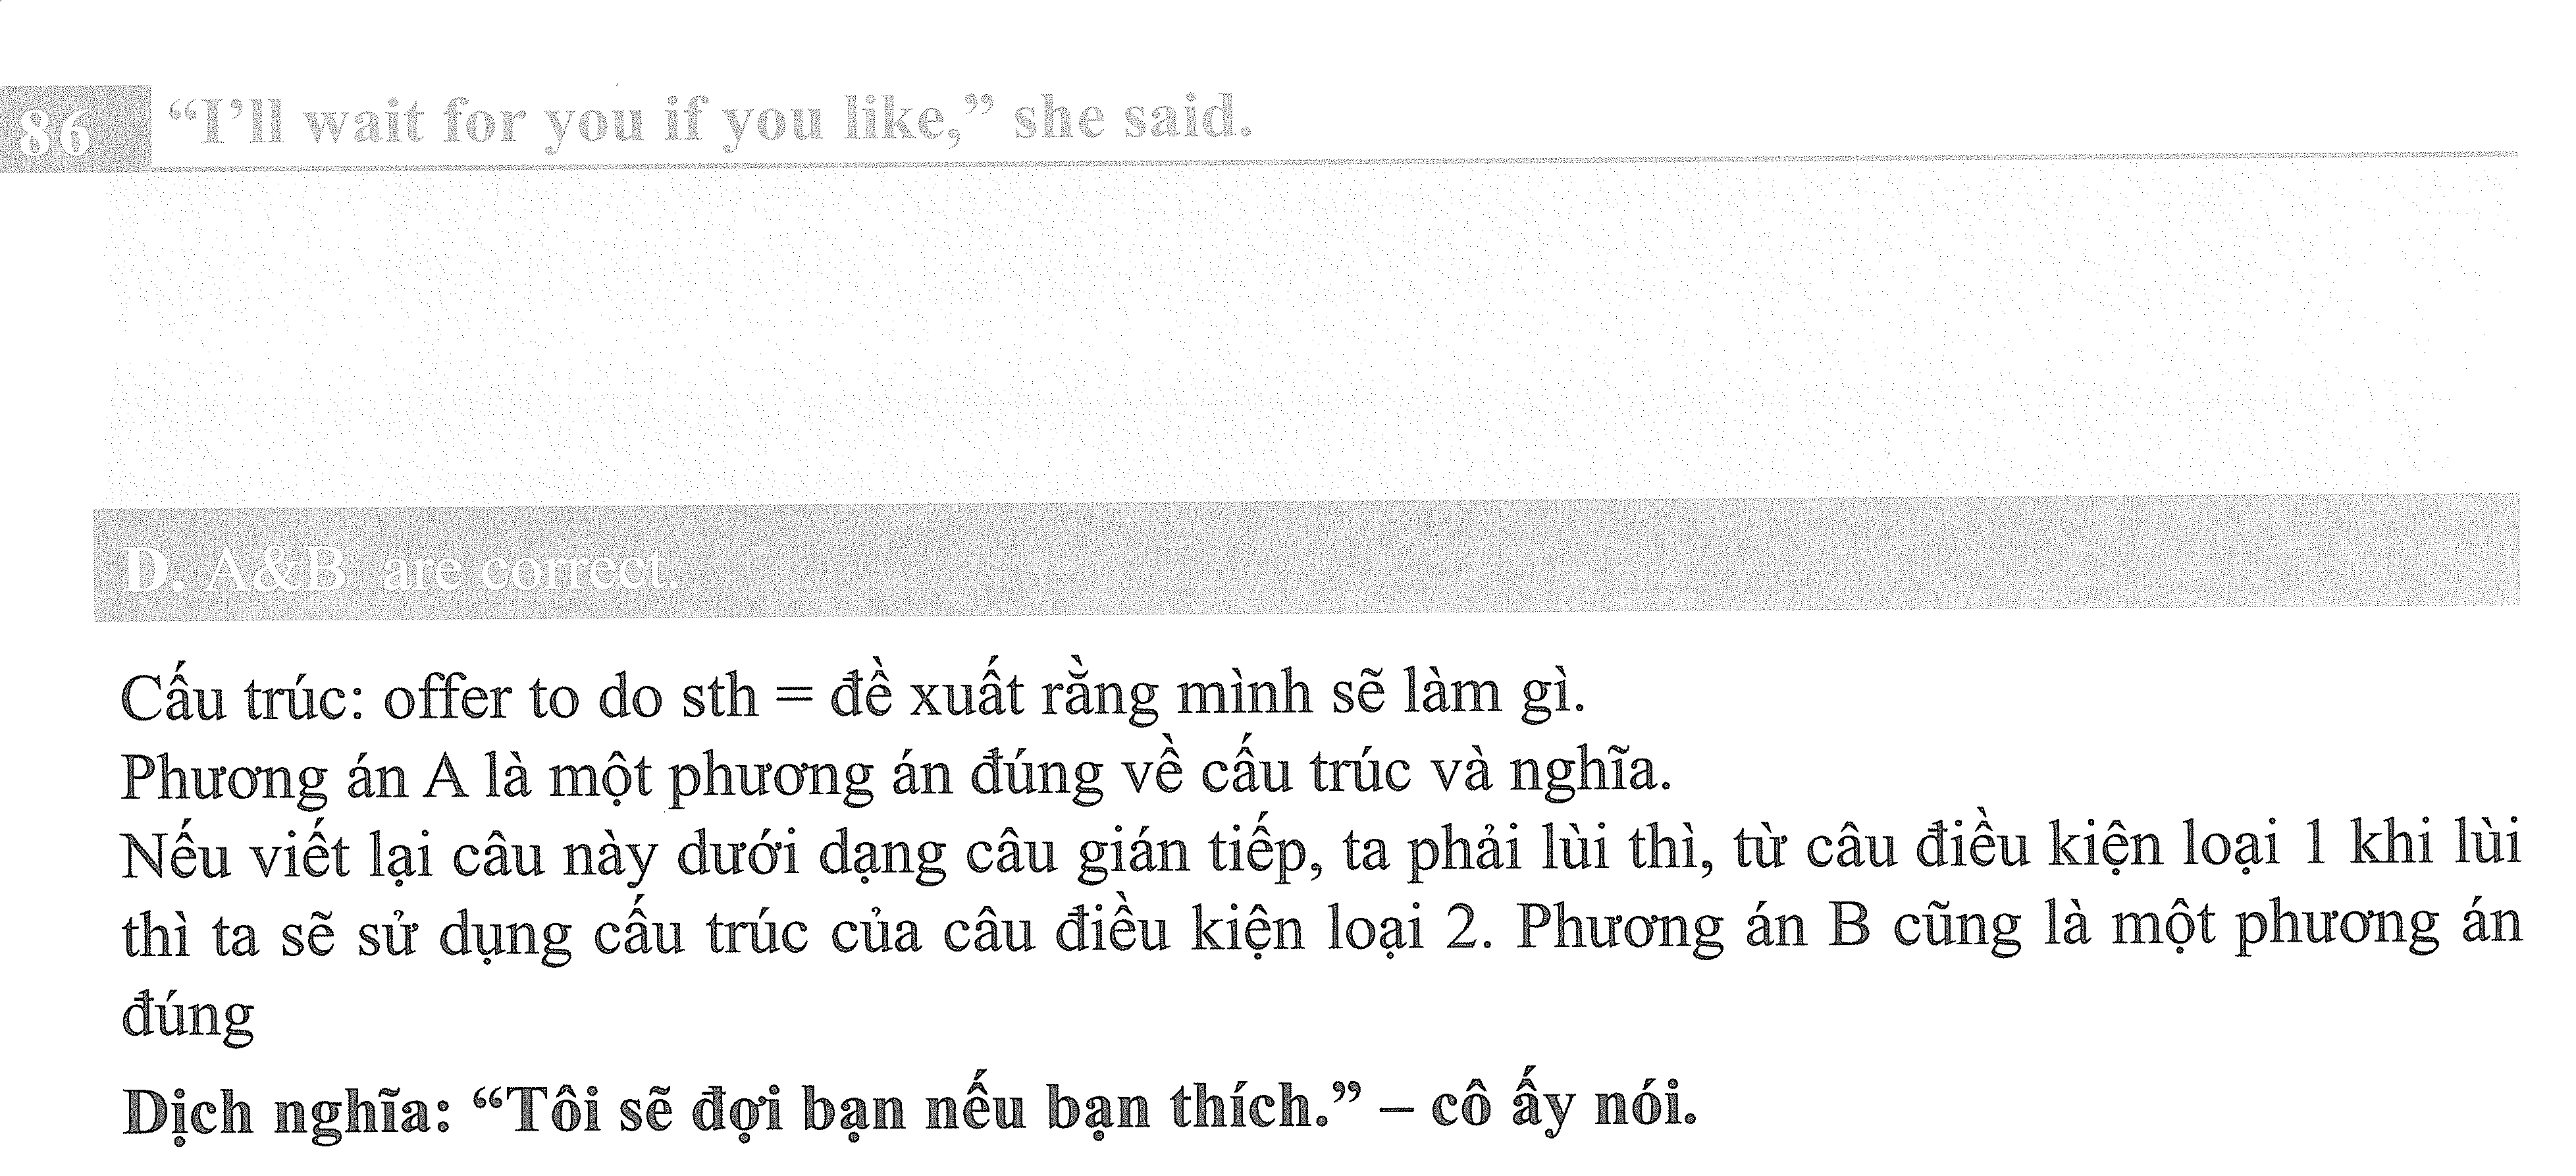 86 “I’ll wait for you if you like,” she said.
D. A&B are correct.
Cấu trúc: offer to do sth = đề xuất rằng mình sẽ làm gì.
Phương án A là một phương án đúng về cấu trúc và nghĩa.
Nếu viết lại câu này dưới dạng câu gián tiếp, ta phải lùi thì, từ câu điều kiện loại 1 khi lùi
thì ta sẽ sử dụng cấu trúc của câu điều kiện loại 2. Phương án B cũng là một phương án
đúng
Dịch nghĩa: “Tôi sẽ đợi bạn nếu bạn thích.” – cô ấy nói.